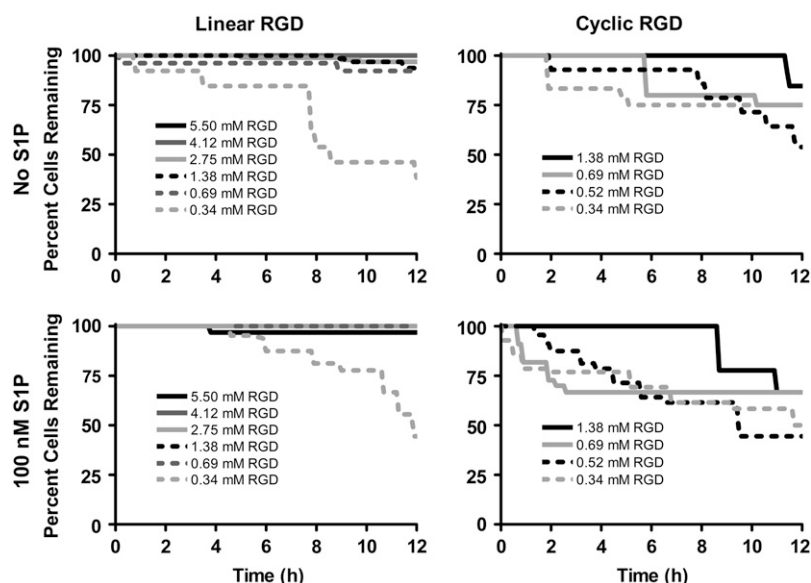 Linear RGD
Cyclic RGD
No S1P
Percent Cells Remaining
100
75
50
25
0
5.50 mM RGD
4.12 mM RGD
2.75 mM RGD
1.38 mM RGD
0.69 mM RGD
0.34 mM RGD
0 2 4 6 8 10 12
100
75
50
25
0
1.38 mM RGD
0.69 mM RGD
0.52 mM RGD
0.34 mM RGD
0 2 4 6 8 10 12
100 nM S1P
Percent Cells Remaining
100
75
50
25
0
5.50 mM RGD
4.12 mM RGD
2.75 mM RGD
1.38 mM RGD
0.69 mM RGD
0.34 mM RGD
0 2 4 6 8 10 12
Time (h)
100
75
50
25
0
1.38 mM RGD
0.69 mM RGD
0.52 mM RGD
0.34 mM RGD
0 2 4 6 8 10 12
Time (h)